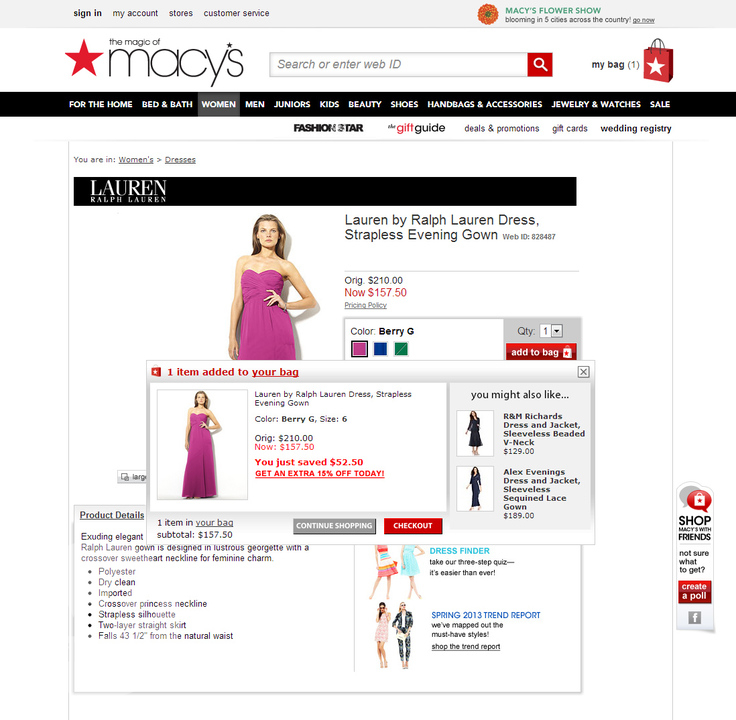 sign in my account stores customer service
MACY'S FLOWER SHOW
blooming in 5 cities across the country! go now
the magic of
macy's
Search or enter web ID
my bag (1)
FOR THE HOME BED & BATH WOMEN MEN JUNIORS KIDS BEAUTY SHOES HANDBAGS & ACCESSORIES JEWELRY & WATCHES SALE
FASHION STAR the gift guide deals & promotions gift cards wedding registry
You are in: Women's > Dresses
LAUREN
RALPH LAUREN
Lauren by Ralph Lauren Dress,
Strapless Evening Gown Web ID: 828487
Orig. $210.00
Now $157.50
Pricing Policy
Color: Berry G
Qty: 1
add to bag
1 item added to your bag
Lauren by Ralph Lauren Dress, Strapless
Evening Gown
Color: Berry G, Size: 6
Orig: $210.00
Now: $157.50
You just saved $52.50
GET AN EXTRA 15% OFF TODAY!
1 item in your bag
subtotal: $157.50
CONTINUE SHOPPING
CHECKOUT
you might also like...
R&M Richards
Dress and Jacket,
Sleeveless Beaded
V-Neck
$129.00
Alex Evenings
Dress and Jacket,
Sleeveless
Sequined Lace
Gown
$189.00
Product Details
Exuding elegant
Ralph Lauren gown is designed in lustrous georgette with a
crossover sweetheart neckline for feminine charm.
• Polyester
• Dry clean
• Imported
• Crossover princess neckline
• Strapless silhouette
• Two-layer straight skirt
• Falls 43 1/2" from the natural waist
DRESS FINDER
take our three-step quiz—
it's easier than ever!
SPRING 2013 TREND REPORT
we've mapped out the
must-have styles!
shop the trend report
SHOP
MACY'S WITH
FRIENDS
not sure
what
to get?
create
a poll
f